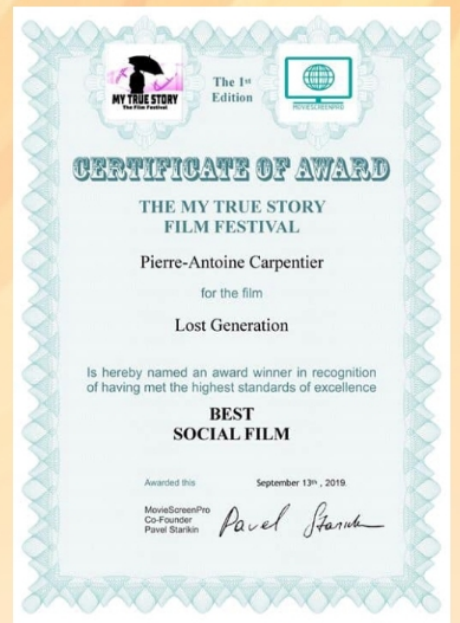 MY TRUE STORY
The Film Festival
The 1st
Edition
MOVIESCREENPRO
CERTIFICATE OF AWARD
THE MY TRUE STORY
FILM FESTIVAL
Pierre-Antoine Carpentier
for the film
Lost Generation
Is hereby named an award winner in recognition
of having met the highest standards of excellence
BEST
SOCIAL FILM
Awarded this
September 13th , 2019.
MovieScreenPro
Co-Founder
Pavel Starikin
Pavel Starikin